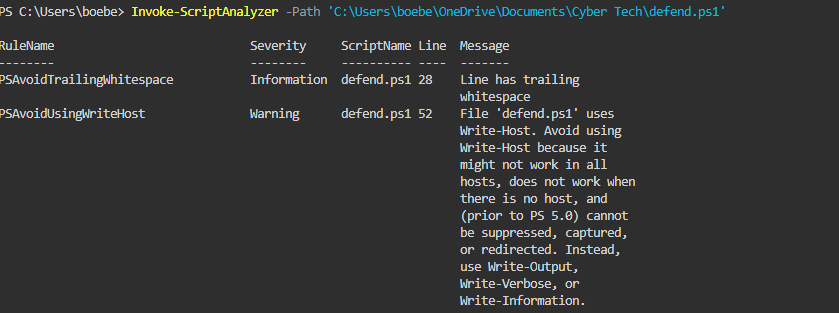 PS C:\Users\boebe> Invoke-ScriptAnalyzer -Path 'C:\Users\boebe\OneDrive\Documents\Cyber Tech\defend.ps1'
RuleName Severity ScriptName Line Message
-------- -------- ---------- ---- -------
PSAvoidTrailingWhitespace Information defend.ps1 28 Line has trailing
whitespace
PSAvoidUsingWriteHost Warning defend.ps1 52 File 'defend.ps1' uses
Write-Host. Avoid using
Write-Host because it
might not work in all
hosts, does not work when
there is no host, and
(prior to PS 5.0) cannot
be suppressed, captured,
or redirected. Instead,
use Write-Output,
Write-Verbose, or
Write-Information.